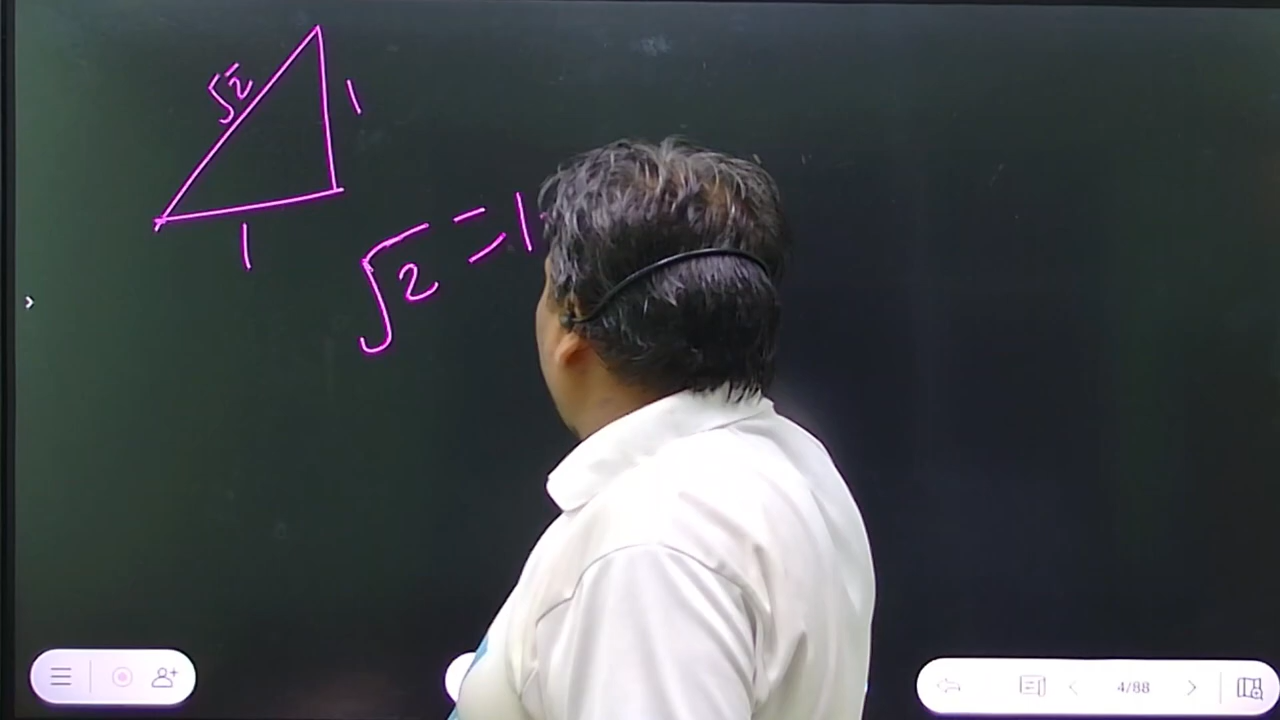 √2
1
1
√2 = 1.
4/88